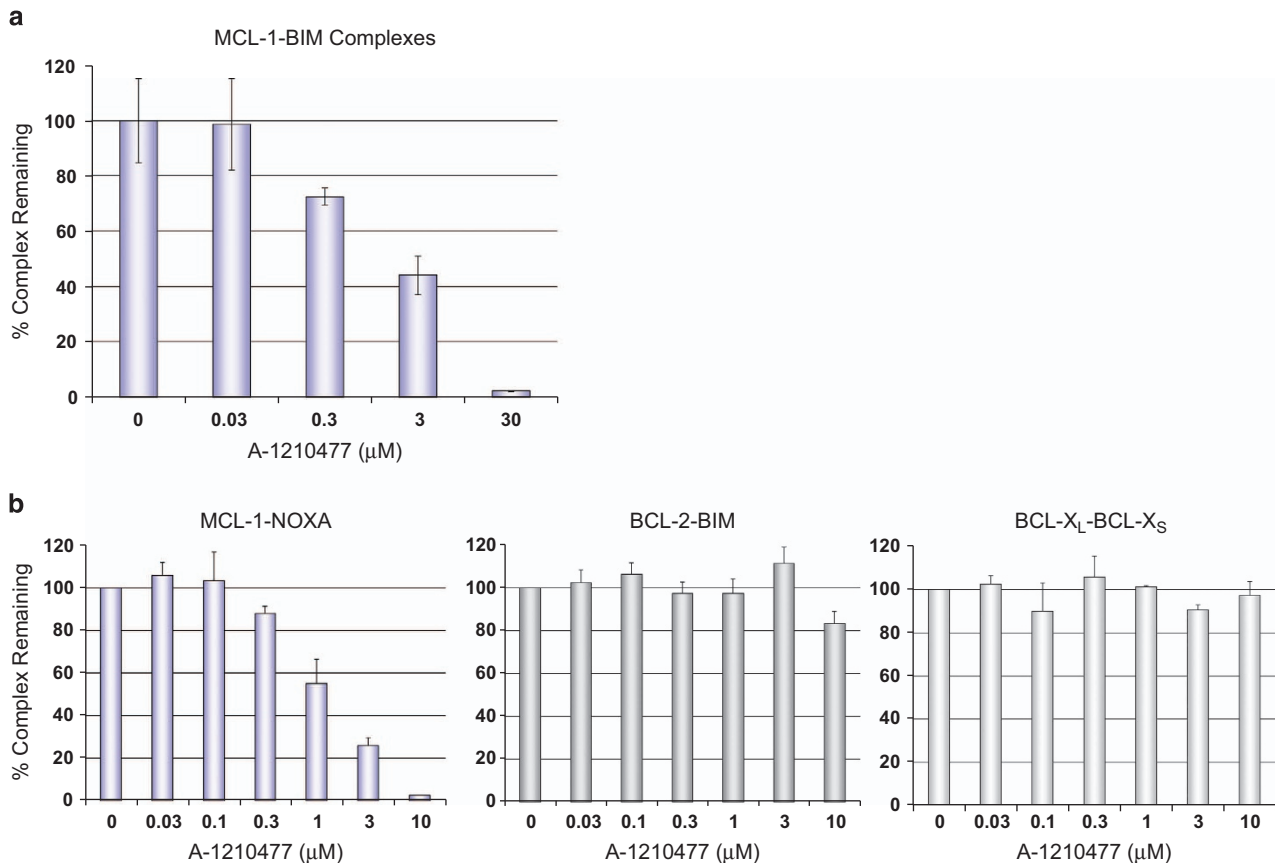 a
MCL-1-BIM Complexes
120
100
80
60
40
20
0
% Complex Remaining
0 0.03 0.3 3 30
A-1210477 (μM)
b
MCL-1-NOXA
120
100
80
60
40
20
0
% Complex Remaining
0 0.03 0.1 0.3 1 3 10
A-1210477 (μM)
BCL-2-BIM
120
100
80
60
40
20
0
0 0.03 0.1 0.3 1 3 10
A-1210477 (μM)
BCL-XL-BCL-XS
120
100
80
60
40
20
0
0 0.03 0.1 0.3 1 3 10
A-1210477 (μM)